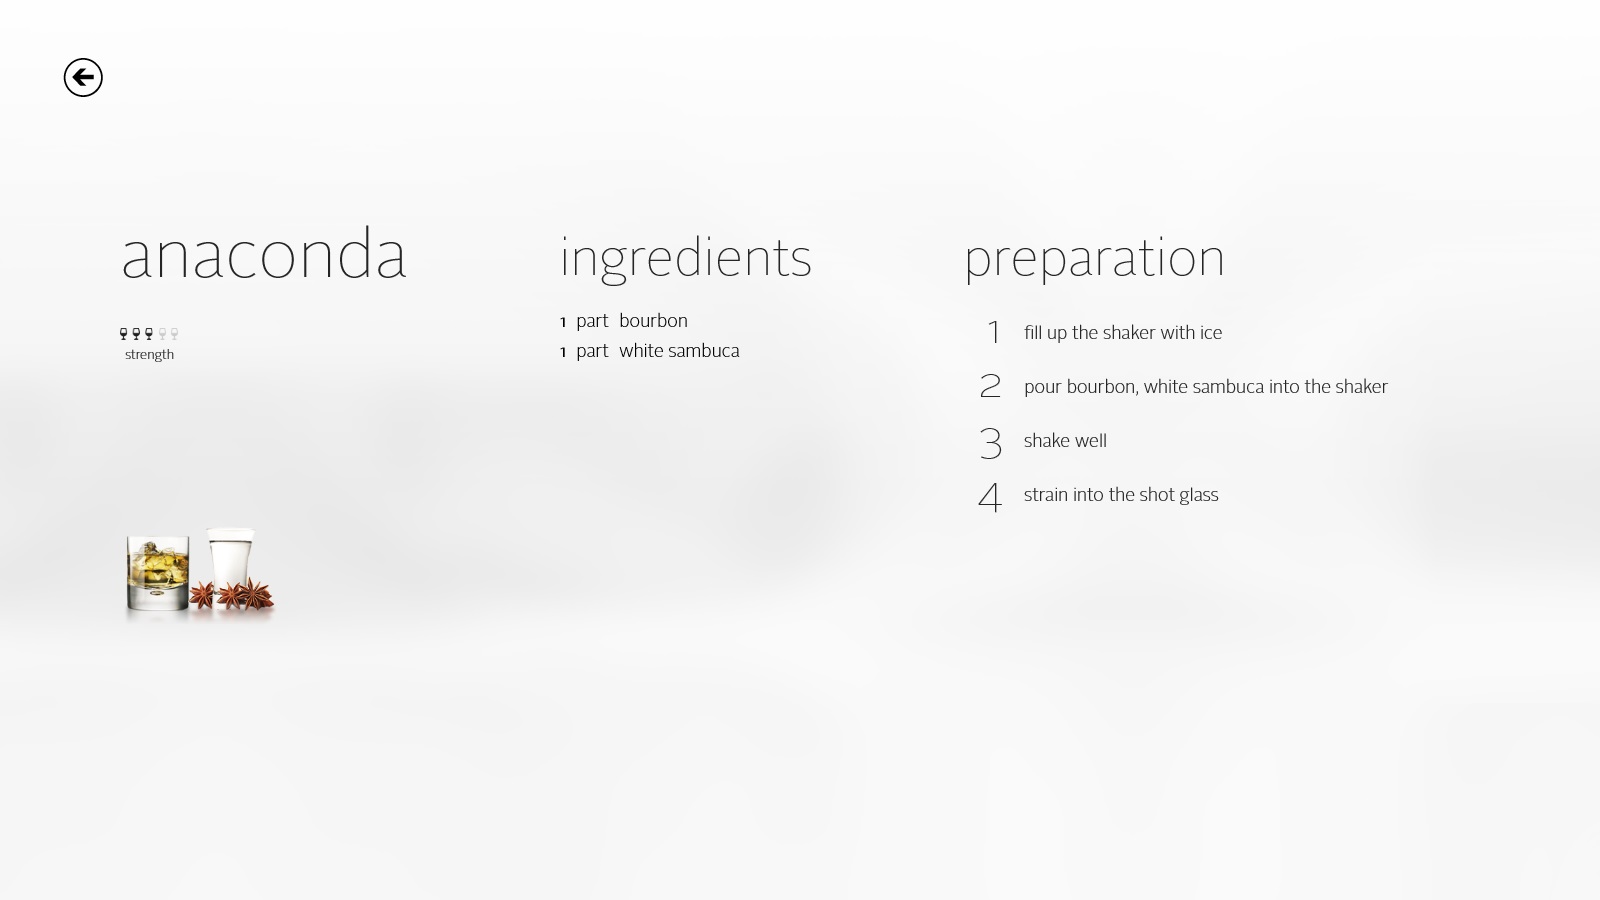 anaconda
strength
ingredients
1 part bourbon
1 part white sambuca
preparation
1 fill up the shaker with ice
2 pour bourbon, white sambuca into the shaker
3 shake well
4 strain into the shot glass